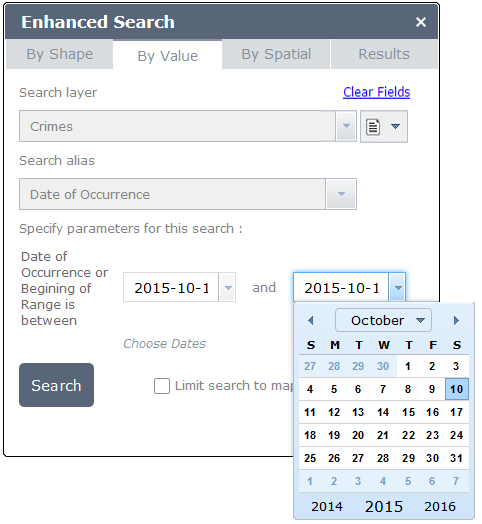 Enhanced Search ×
By Shape By Value By Spatial Results
Search layer Clear Fields
Crimes
Search alias
Date of Occurrence
Specify parameters for this search :
Date of
Occurrence or
Begining of
Range is
between
2015-10-1 and 2015-10-1
Choose Dates
Search
Limit search to map
October
S M T W T F S
27 28 29 30 1 2 3
4 5 6 7 8 9 10
11 12 13 14 15 16 17
18 19 20 21 22 23 24
25 26 27 28 29 30 31
1 2 3 4 5 6 7
2014 2015 2016